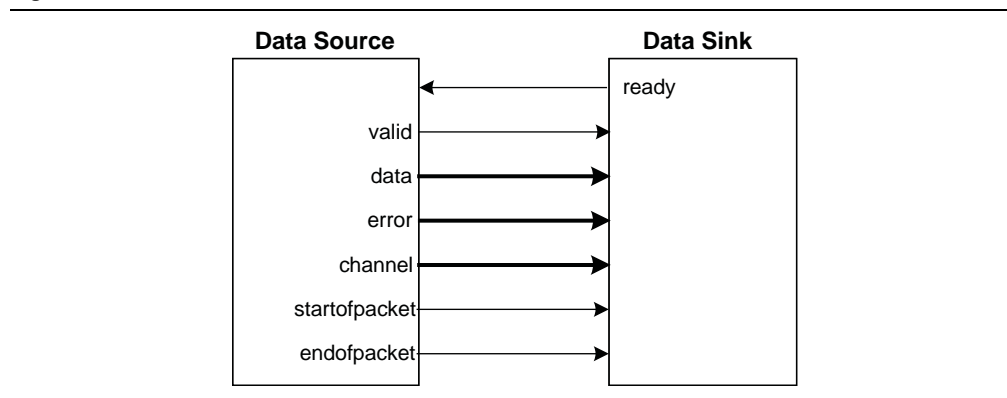 Data Source
Data Sink
ready
valid
data
error
channel
startofpacket
endofpacket